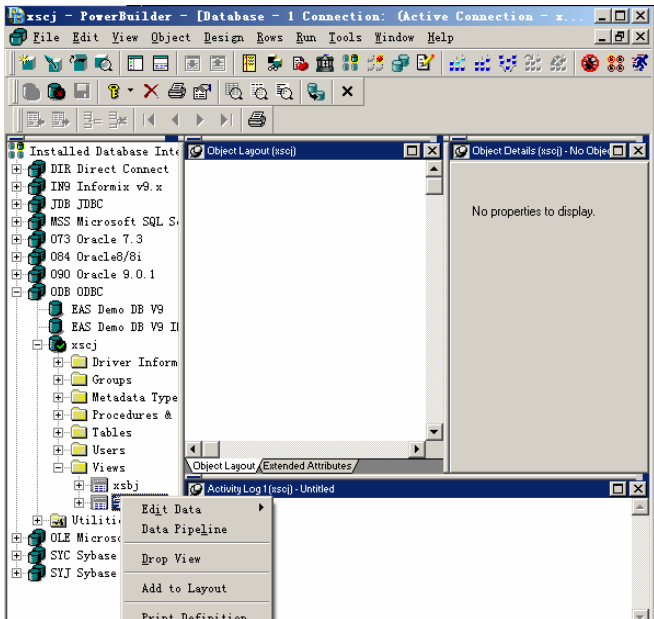 xscj - PowerBuilder - [Database - 1 Connection: (Active Connection - x...
File Edit View Object Design Rows Run Tools Window Help
Installed Database Inte
DIR Direct Connect
IN9 Informix v9.x
JDB JDBC
MSS Microsoft SQL S
O73 Oracle 7.3
O84 Oracle8/8i
O90 Oracle 9.0.1
ODB ODBC
EAS Demo DB V9
EAS Demo DB V9 I
xscj
Driver Inform
Groups
Metadata Type
Procedures &
Tables
Users
Views
xsbj
Utiliti
OLE Microso
SYC Sybase
SYJ Sybase
Object Layout (xscj)
Object Layout
Extended Attributes
Object Details (xscj) - No Objec
No properties to display.
Activity Log 1 (xscj) - Untitled
Edit Data
Data Pipeline
Drop View
Add to Layout
Print Definition